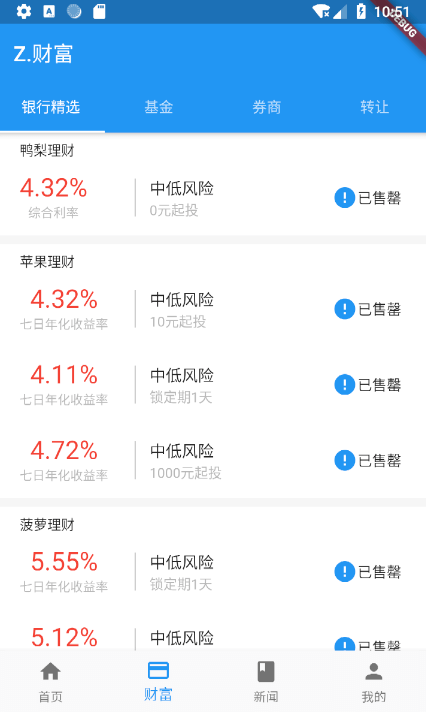 10:51
DEBUG
Z.财富
银行精选 基金 券商 转让
鸭梨理财
4.32% 中低风险 已售罄
综合利率 0元起投
苹果理财
4.32% 中低风险 已售罄
七日年化收益率 10元起投
4.11% 中低风险 已售罄
七日年化收益率 锁定期1天
4.72% 中低风险 已售罄
七日年化收益率 1000元起投
菠萝理财
5.55% 中低风险 已售罄
七日年化收益率 锁定期1天
5.12% 中低风险 已售罄
首页 财富 新闻 我的